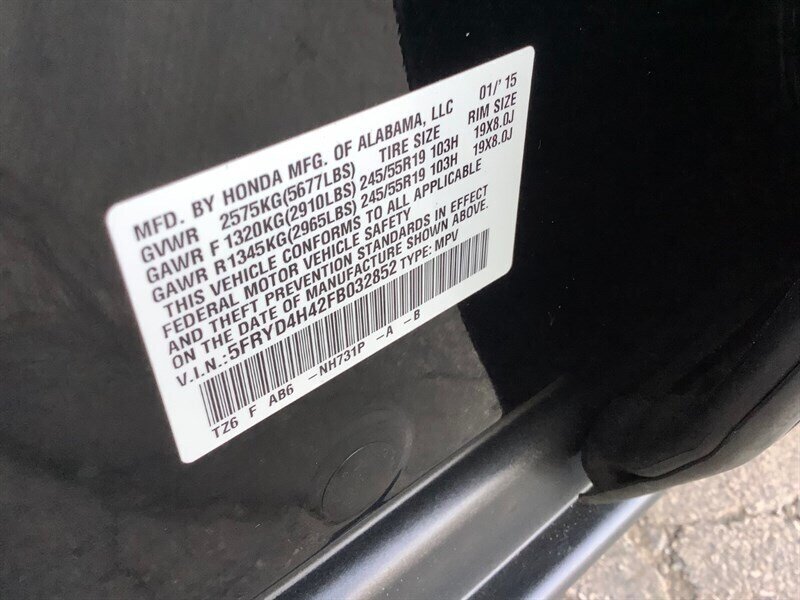 MFD. BY HONDA MFG. OF ALABAMA, LLC 01/'15
GVWR 2575KG(5677LBS) TIRE SIZE RIM SIZE
GAWR F 1320KG(2910LBS) 245/55R19 103H 19X8.0J
GAWR R1345KG(2965LBS) 245/55R19 103H 19X8.0J
THIS VEHICLE CONFORMS TO ALL APPLICABLE
FEDERAL MOTOR VEHICLE SAFETY
AND THEFT PREVENTION STANDARDS IN EFFECT
ON THE DATE OF MANUFACTURE SHOWN ABOVE.
V.I.N.:5FRYD4H42FB032852 TYPE: MPV
TZ6 F AB6 -NH731P -A -B